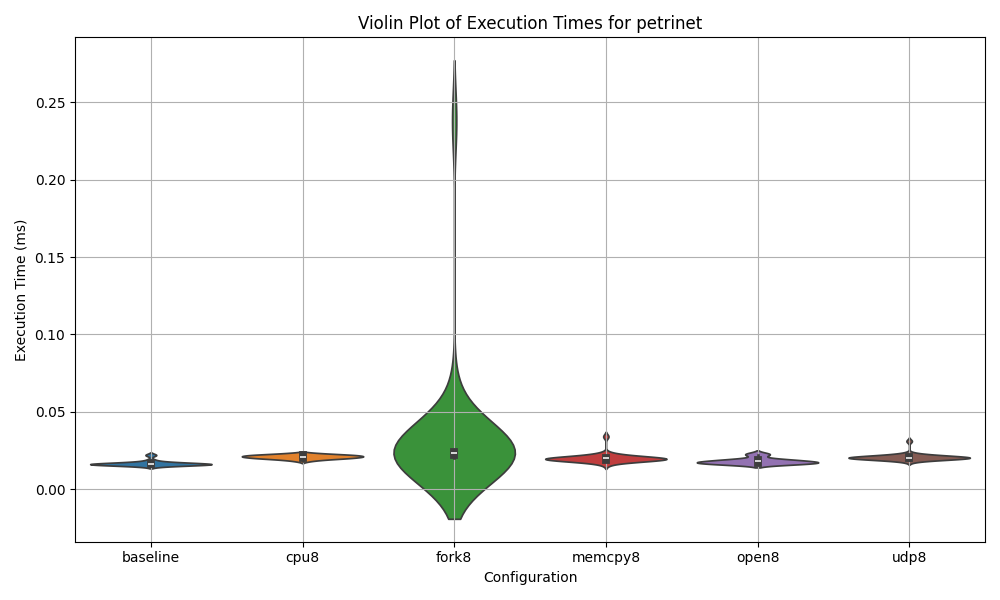 Violin Plot of Execution Times for petrinet
Execution Time (ms)
0.25
0.20
0.15
0.10
0.05
0.00
baseline cpu8 fork8 memcpy8 open8 udp8
Configuration